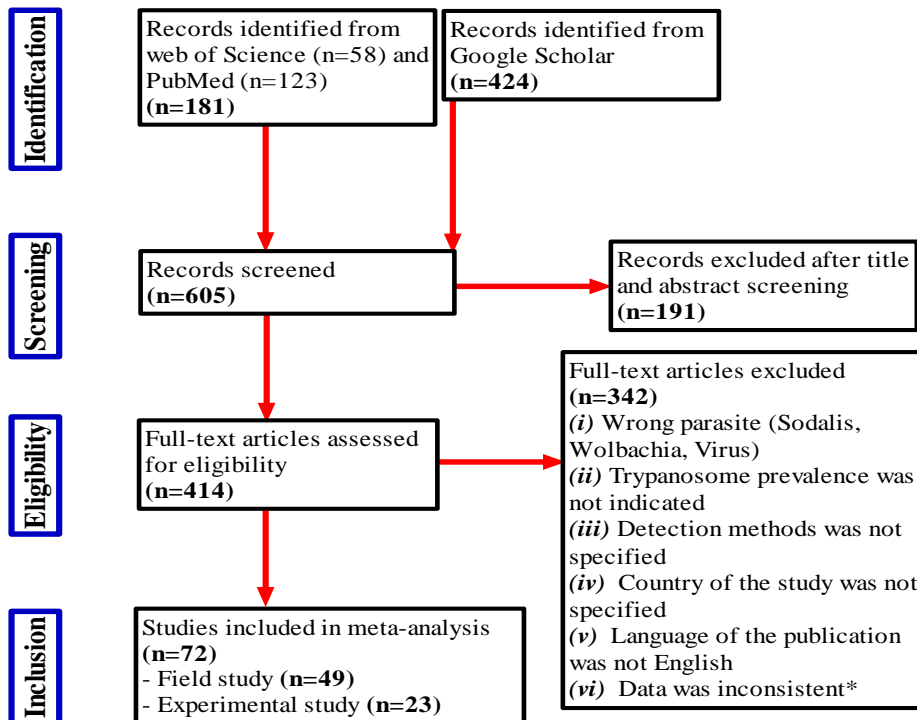 Identification
Records identified from
web of Science (n=58) and
PubMed (n=123)
(n=181)
Records identified from
Google Scholar
(n=424)
Screening
Records screened
(n=605)
Records excluded after title
and abstract screening
(n=191)
Eligibility
Full-text articles assessed
for eligibility
(n=414)
Full-text articles excluded
(n=342)
(i) Wrong parasite (Sodalis,
Wolbachia, Virus)
(ii) Trypanosome prevalence was
not indicated
(iii) Detection methods was not
specified
(iv) Country of the study was not
specified
(v) Language of the publication
was not English
(vi) Data was inconsistent*
Inclusion
Studies included in meta-analysis
(n=72)
- Field study (n=49)
- Experimental study (n=23)